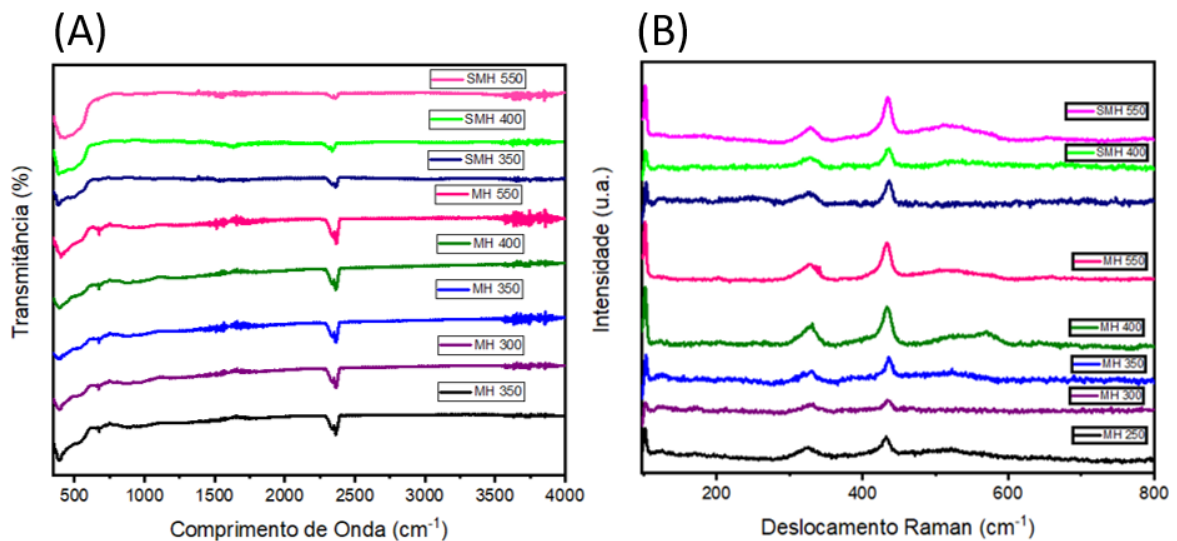 (A)
(B)
SMH 550
SMH 400
SMH 350
MH 550
MH 400
MH 350
MH 300
MH 350
Transmitância (%)
500 1000 1500 2000 2500 3000 3500 4000
Comprimento de Onda (cm⁻¹)
SMH 550
SMH 400
MH 550
MH 400
MH 350
MH 300
MH 250
Intensidade (u.a.)
200 400 600 800
Deslocamento Raman (cm⁻¹)